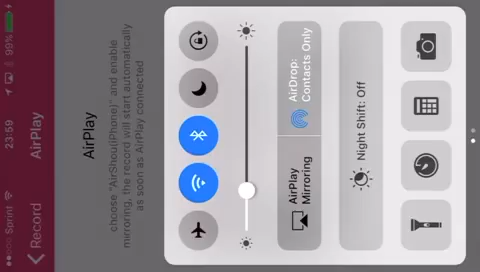 ●●○○○ Sprint 23:59 99%
Record AirPlay
AirPlay
choose "AirShou(iPhone)" and enable
mirroring, the record will start automatically
as soon as AirPlay connected
AirPlay
Mirroring
AirDrop:
Contacts Only
Night Shift: Off